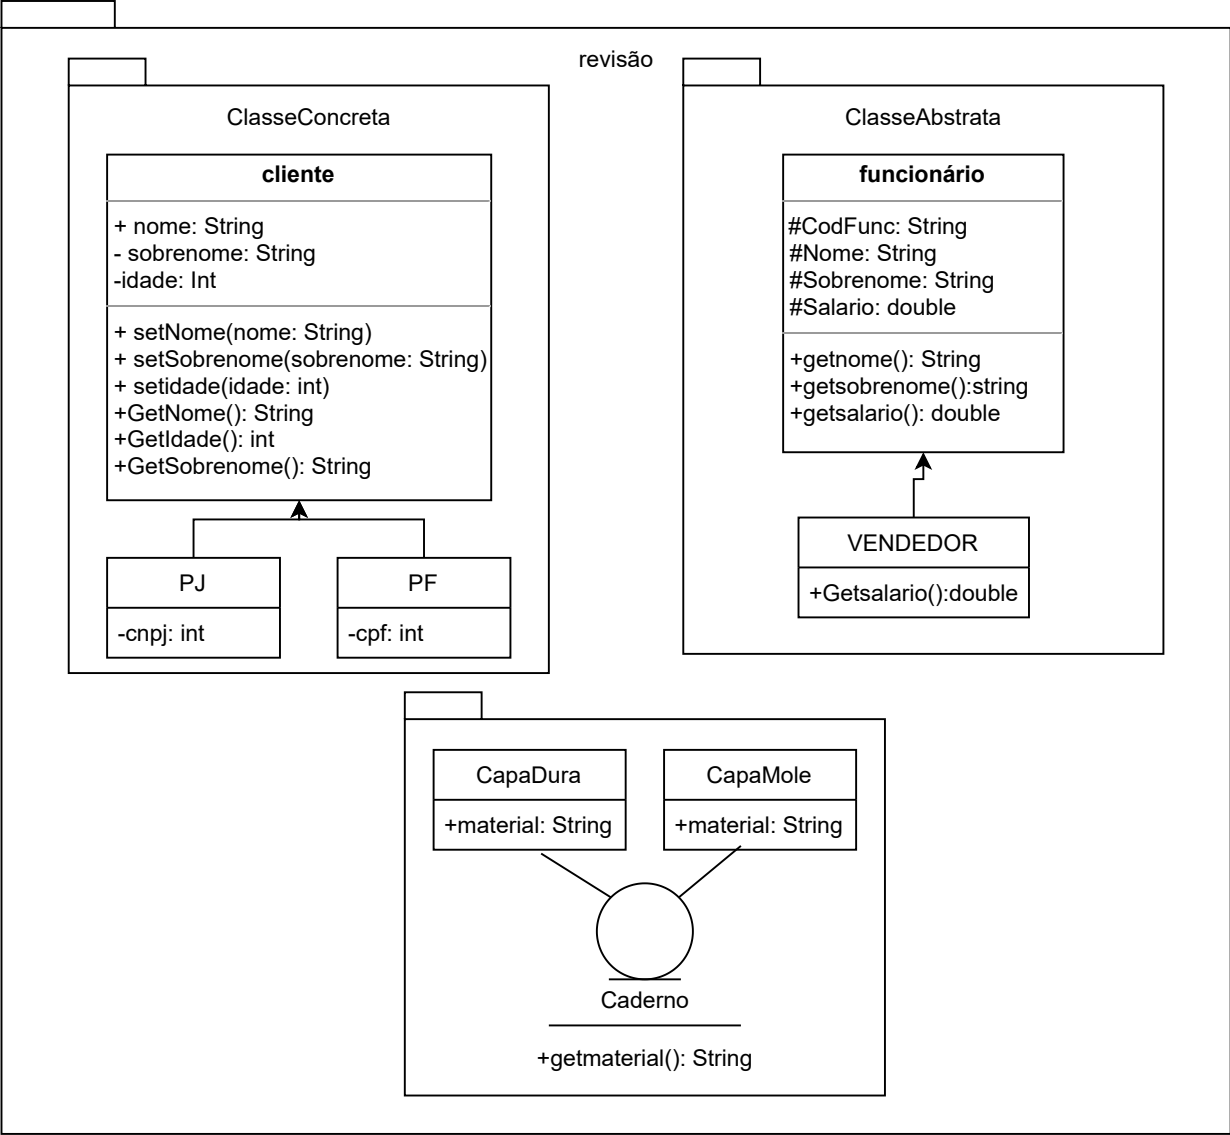 revisão
ClasseConcreta
cliente
+ nome: String
- sobrenome: String
-idade: Int
+ setNome(nome: String)
+ setSobrenome(sobrenome: String)
+ setidade(idade: int)
+GetNome(): String
+GetIdade(): int
+GetSobrenome(): String
PJ
-cnpj: int
PF
-cpf: int
ClasseAbstrata
funcionário
#CodFunc: String
#Nome: String
#Sobrenome: String
#Salario: double
+getnome(): String
+getsobrenome():string
+getsalario(): double
VENDEDOR
+Getsalario():double
CapaDura
+material: String
CapaMole
+material: String
Caderno
+getmaterial(): String